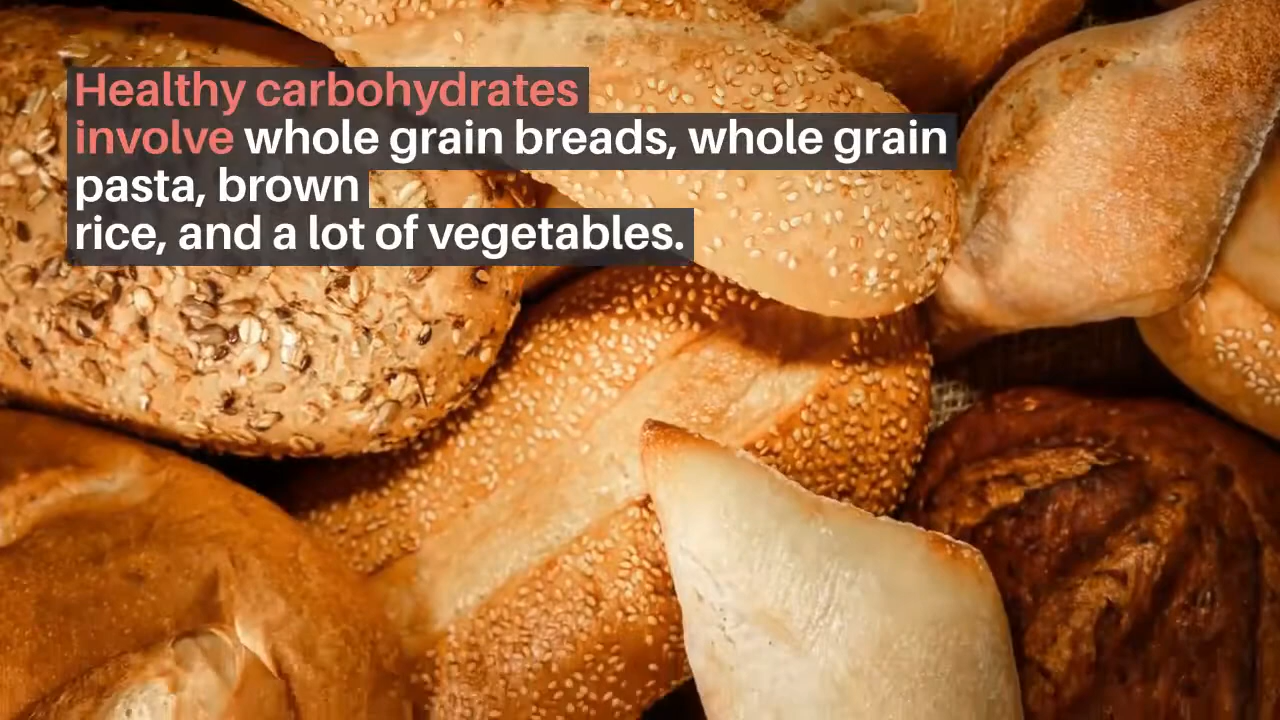 Healthy carbohydrates
involve whole grain breads, whole grain
pasta, brown
rice, and a lot of vegetables.